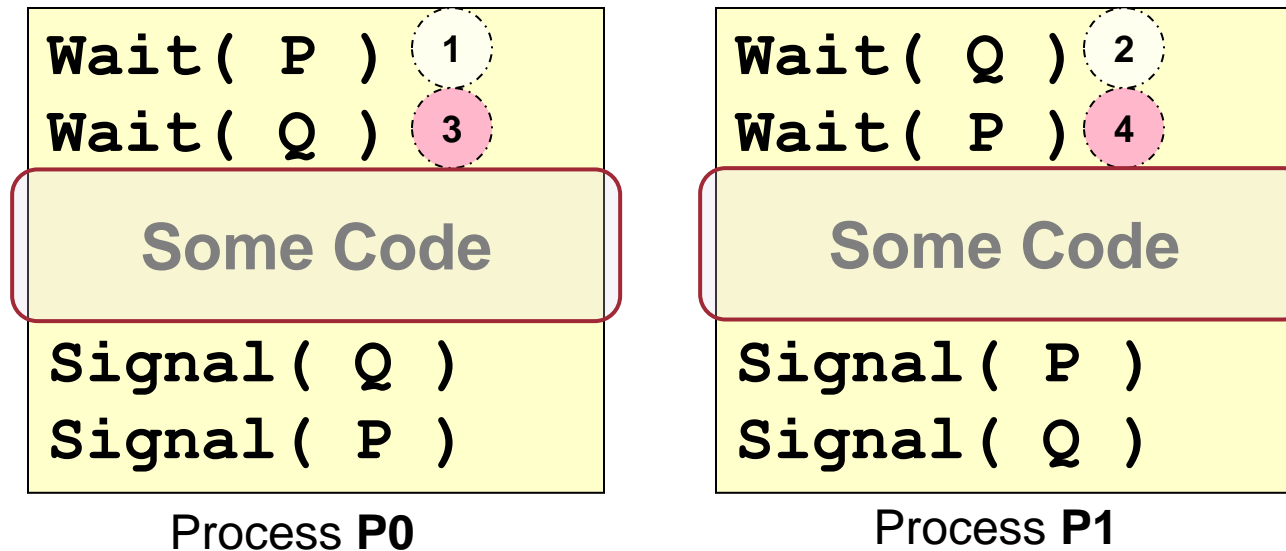 Wait( P ) 1
Wait( Q ) 3
Some Code
Signal( Q )
Signal( P )
Process P0
Wait( Q ) 2
Wait( P ) 4
Some Code
Signal( P )
Signal( Q )
Process P1